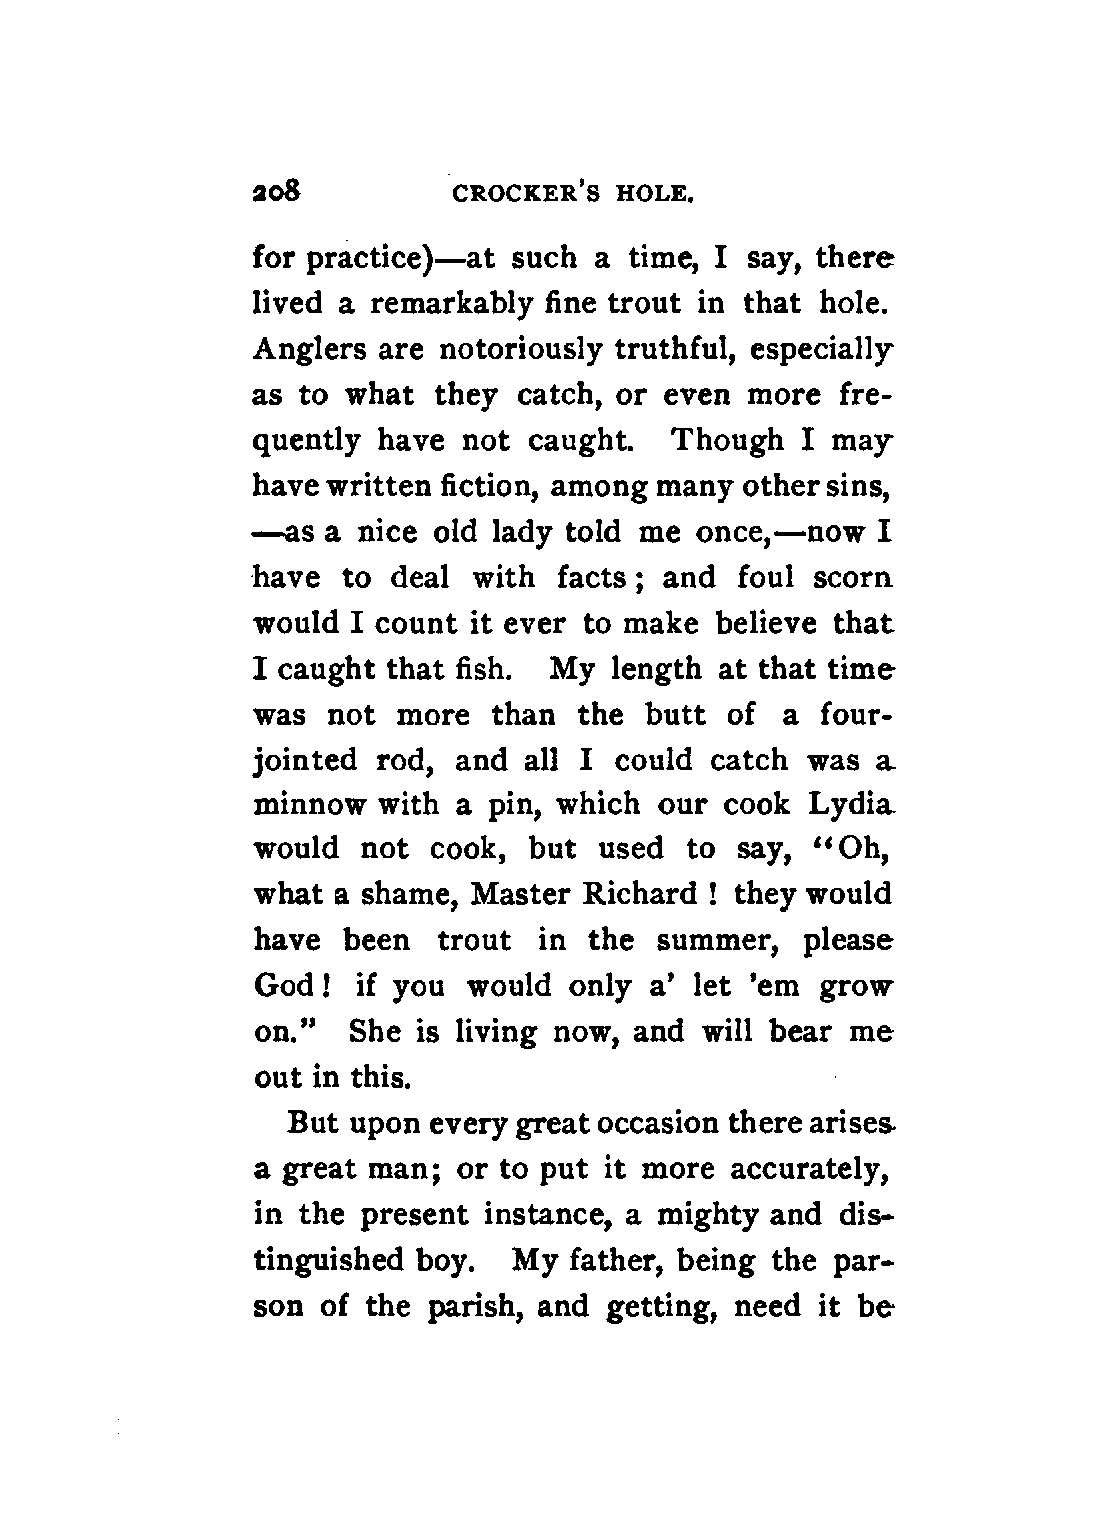 208 CROCKER'S HOLE.
for practice)—at such a time, I say, there
lived a remarkably fine trout in that hole.
Anglers are notoriously truthful, especially
as to what they catch, or even more fre-
quently have not caught. Though I may
have written fiction, among many other sins,
—as a nice old lady told me once,—now I
have to deal with facts; and foul scorn
would I count it ever to make believe that
I caught that fish. My length at that time
was not more than the butt of a four-
jointed rod, and all I could catch was a
minnow with a pin, which our cook Lydia
would not cook, but used to say, "Oh,
what a shame, Master Richard! they would
have been trout in the summer, please
God! if you would only a' let 'em grow
on." She is living now, and will bear me
out in this.
But upon every great occasion there arises
a great man; or to put it more accurately,
in the present instance, a mighty and dis-
tinguished boy. My father, being the par-
son of the parish, and getting, need it be